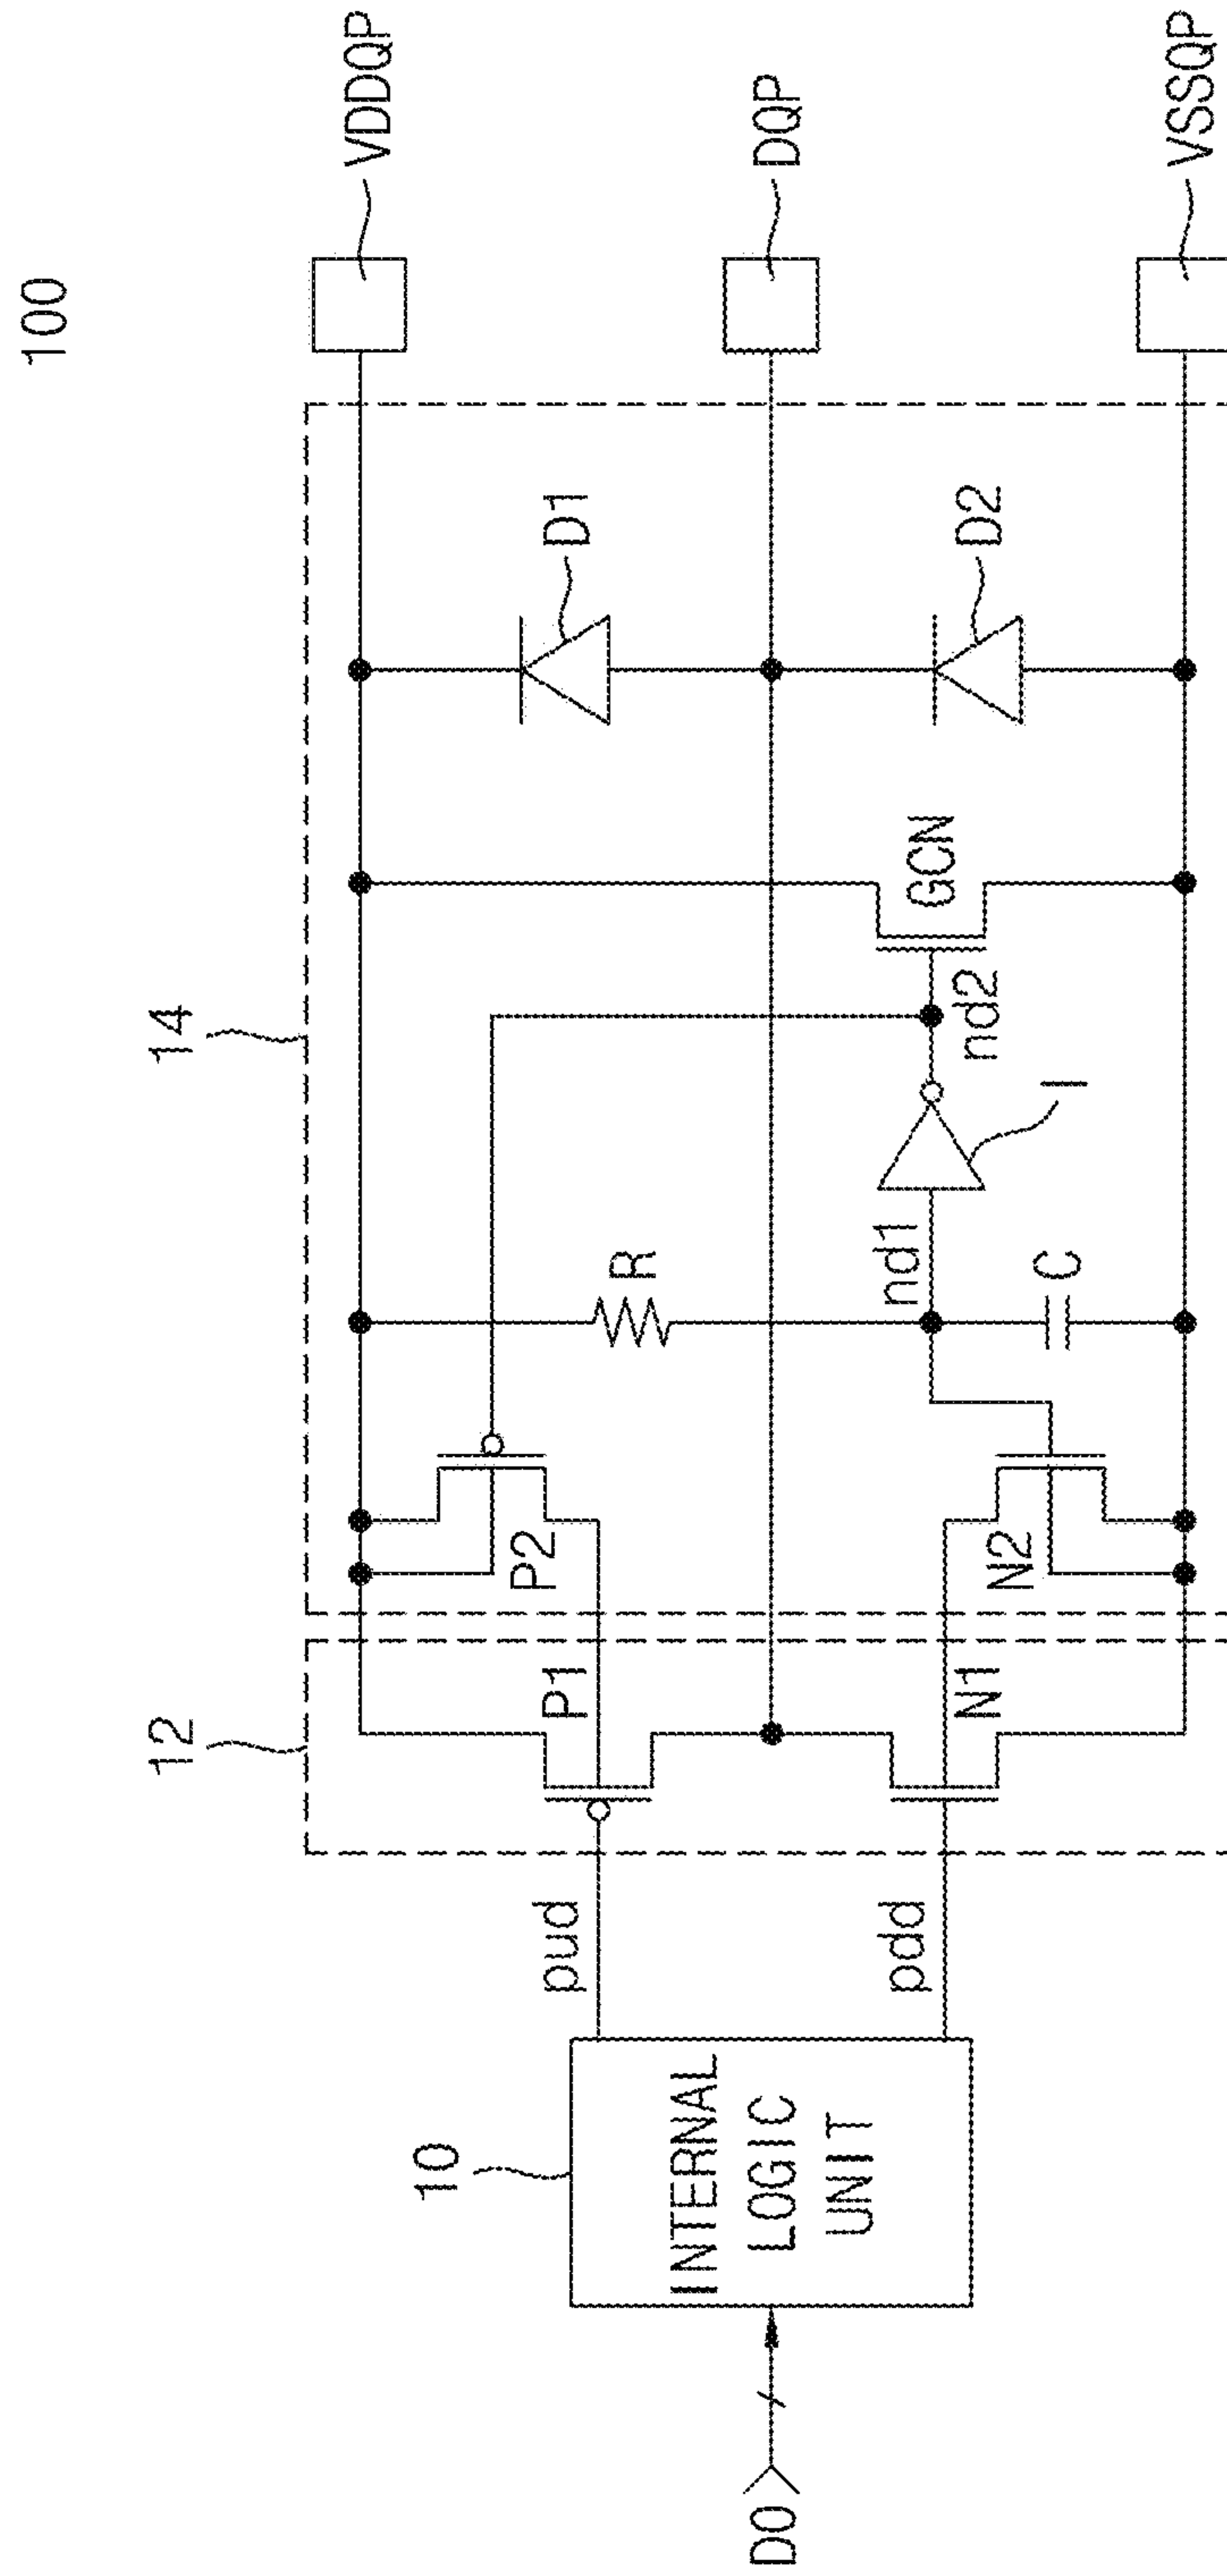 100
12
14
VDDQP
P2
D1
R
P1
10
pud
INTERNAL
LOGIC
UNIT
DO
DQP
GCN
nd1
nd2
pdd
N1
N2
I
C
D2
VSSQP